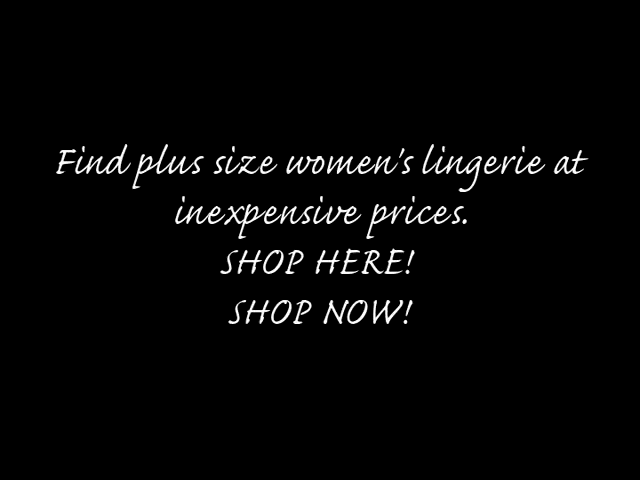 Find plus size women's lingerie at
inexpensive prices.
SHOP HERE!
SHOP NOW!